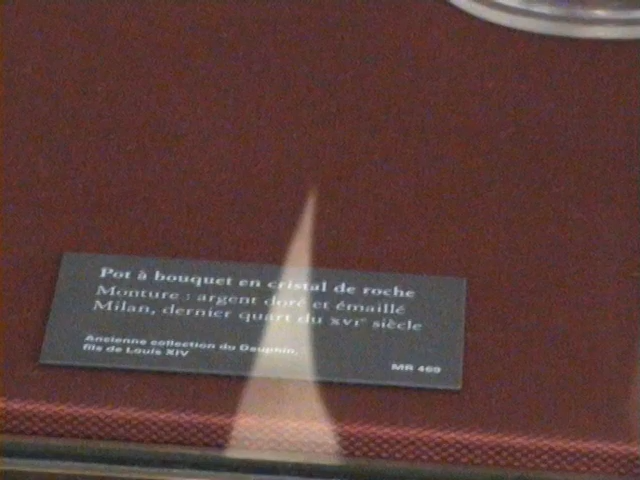 Pot à bouquet en cristal de roche
Monture : argent doré et émaillé
Milan, dernier quart du XVIe siècle
Ancienne collection du Dauphin,
fils de Louis XIV
MR 469